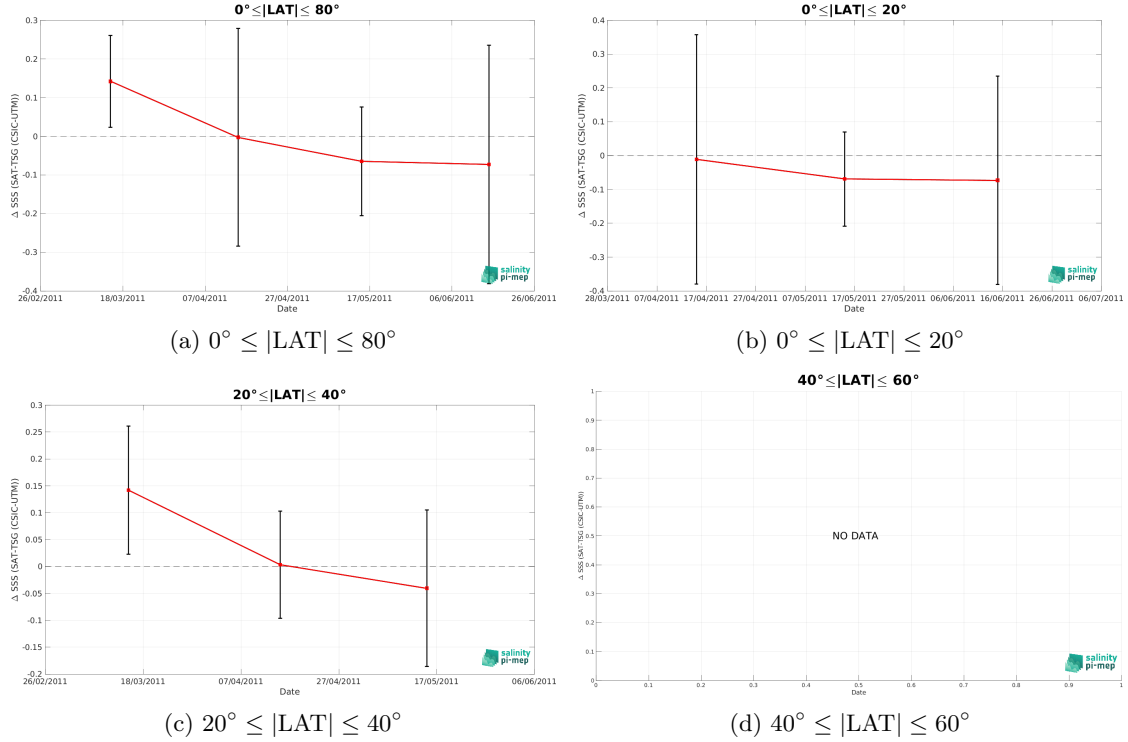 0°≤|LAT|≤ 80°
0.3
0.2
0.1
0
-0.1
-0.2
-0.3
-0.4
Δ SSS (SAT-TSG (CSIC-UTM))
26/02/2011 18/03/2011 07/04/2011 27/04/2011 17/05/2011 06/06/2011 26/06/2011
Date
salinity
pi-mep
(a) 0° ≤ |LAT| ≤ 80°
0°≤|LAT|≤ 20°
0.4
0.3
0.2
0.1
0
-0.1
-0.2
-0.3
-0.4
Δ SSS (SAT-TSG (CSIC-UTM))
28/03/2011 07/04/2011 17/04/2011 27/04/2011 07/05/2011 17/05/2011 27/05/2011 06/06/2011 16/06/2011 26/06/2011 06/07/2011
Date
salinity
pi-mep
(b) 0° ≤ |LAT| ≤ 20°
20°≤|LAT|≤ 40°
0.3
0.25
0.2
0.15
0.1
0.05
0
-0.05
-0.1
-0.15
-0.2
Δ SSS (SAT-TSG (CSIC-UTM))
26/02/2011 18/03/2011 07/04/2011 27/04/2011 17/05/2011 06/06/2011
Date
salinity
pi-mep
(c) 20° ≤ |LAT| ≤ 40°
40°≤|LAT|≤ 60°
1
0.9
0.8
0.7
0.6
0.5
0.4
0.3
0.2
0.1
0
Δ SSS (SAT-TSG (CSIC-UTM))
NO DATA
0 0.1 0.2 0.3 0.4 0.5 0.6 0.7 0.8 0.9 1
Date
salinity
pi-mep
(d) 40° ≤ |LAT| ≤ 60°